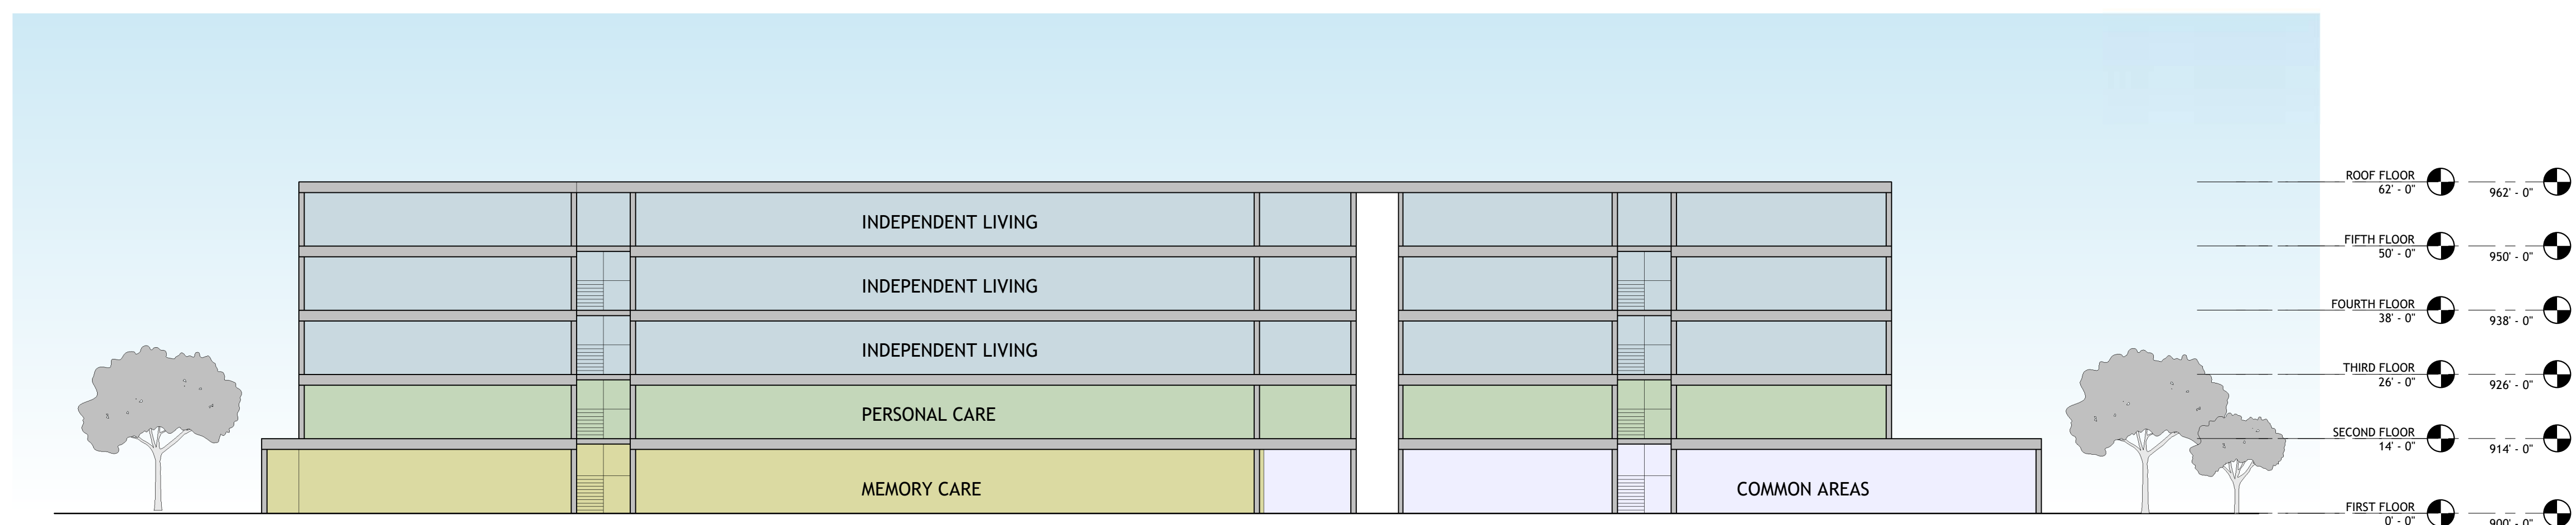 ROOF FLOOR
62' - 0"
962' - 0"
INDEPENDENT LIVING
FIFTH FLOOR
50' - 0"
950' - 0"
INDEPENDENT LIVING
FOURTH FLOOR
38' - 0"
938' - 0"
INDEPENDENT LIVING
THIRD FLOOR
26' - 0"
926' - 0"
PERSONAL CARE
SECOND FLOOR
14' - 0"
914' - 0"
MEMORY CARE
COMMON AREAS
FIRST FLOOR
0' - 0"
900' - 0"